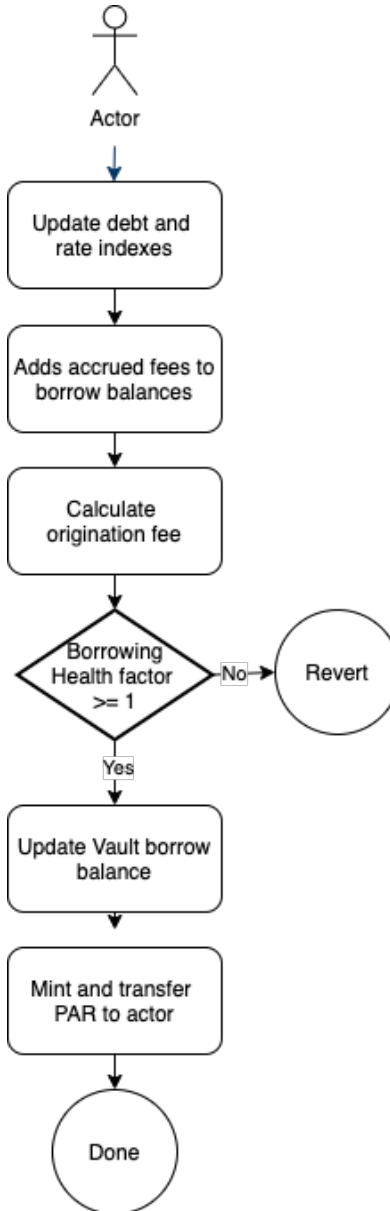 Actor
Update debt and
rate indexes
Adds accrued fees to
borrow balances
Calculate
origination fee
Borrowing
Health factor
>= 1
No
Revert
Yes
Update Vault borrow
balance
Mint and transfer
PAR to actor
Done